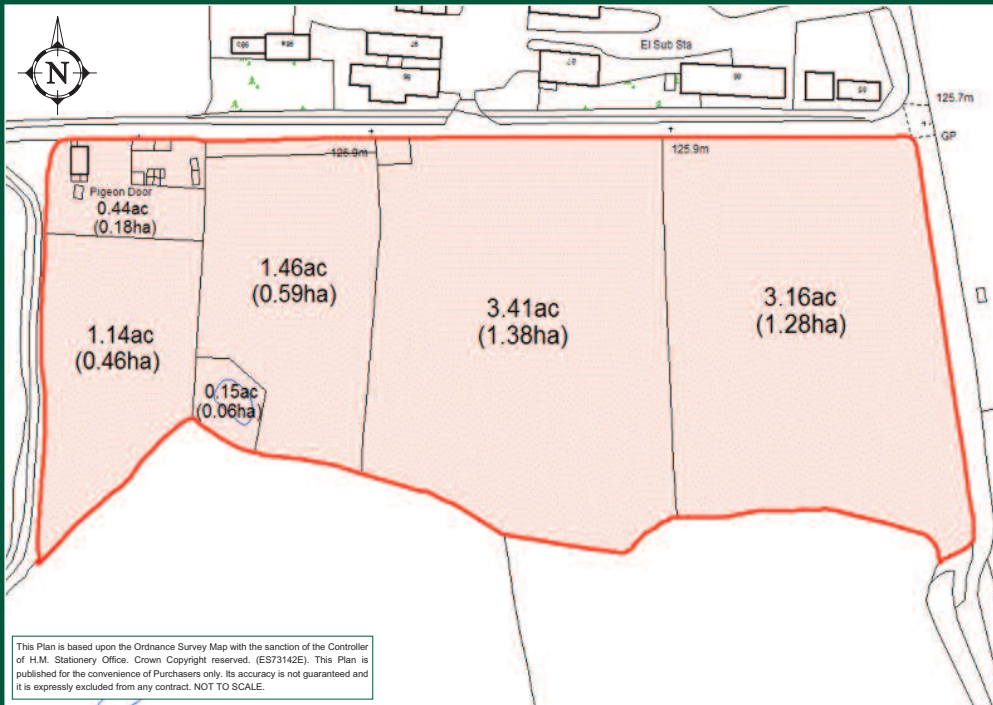 N
El Sub Sta
125.7m
GP
125.9m
125.9m
Pigeon Door
0.44ac
(0.18ha)
1.46ac
(0.59ha)
3.41ac
(1.38ha)
3.16ac
(1.28ha)
1.14ac
(0.46ha)
0.15ac
(0.06ha)
This Plan is based upon the Ordnance Survey Map with the sanction of the Controller
of H.M. Stationery Office. Crown Copyright reserved. (ES73142E). This Plan is
published for the convenience of Purchasers only. Its accuracy is not guaranteed and
it is expressly excluded from any contract. NOT TO SCALE.